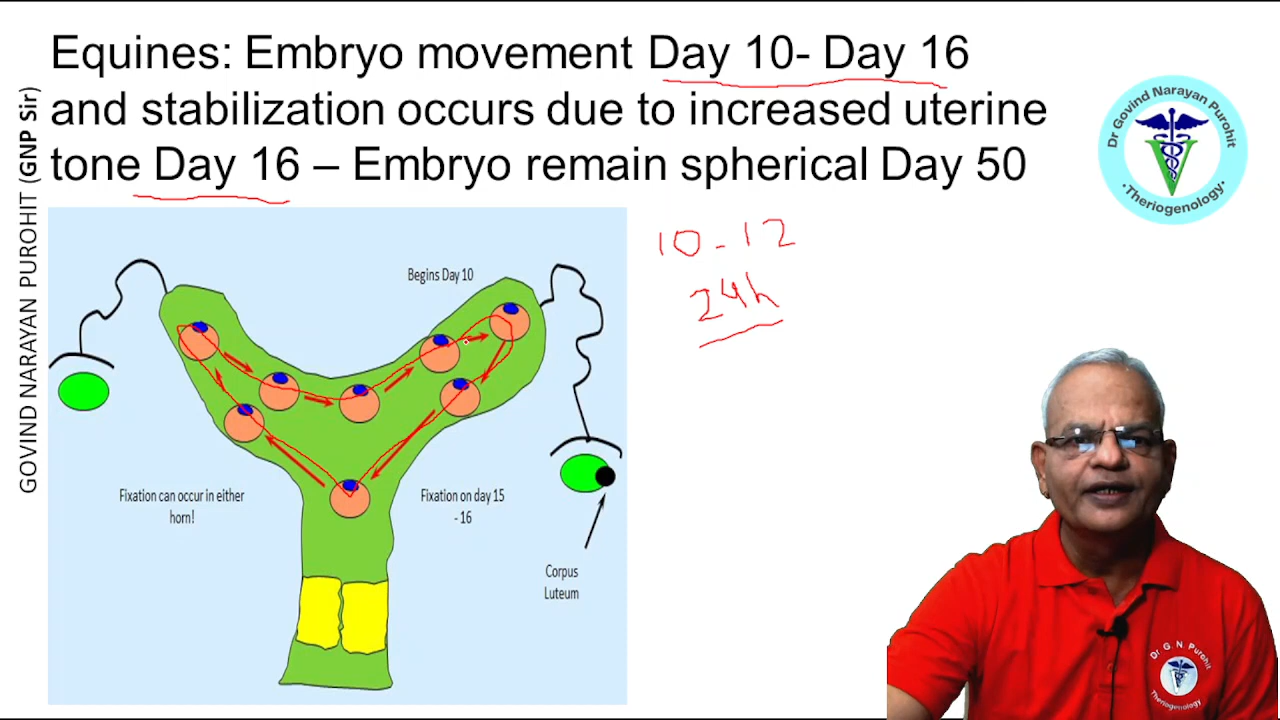 Equines: Embryo movement Day 10- Day 16
and stabilization occurs due to increased uterine
tone Day 16 – Embryo remain spherical Day 50
GOVIND NARAYAN PUROHIT (GNP Sir)
Dr Govind Narayan Purohit
·Theriogenology·
10-12
24h
Begins Day 10
Fixation can occur in either
horn!
Fixation on day 15
- 16
Corpus
Luteum
Dr G. N. Purohit
Theriogenology